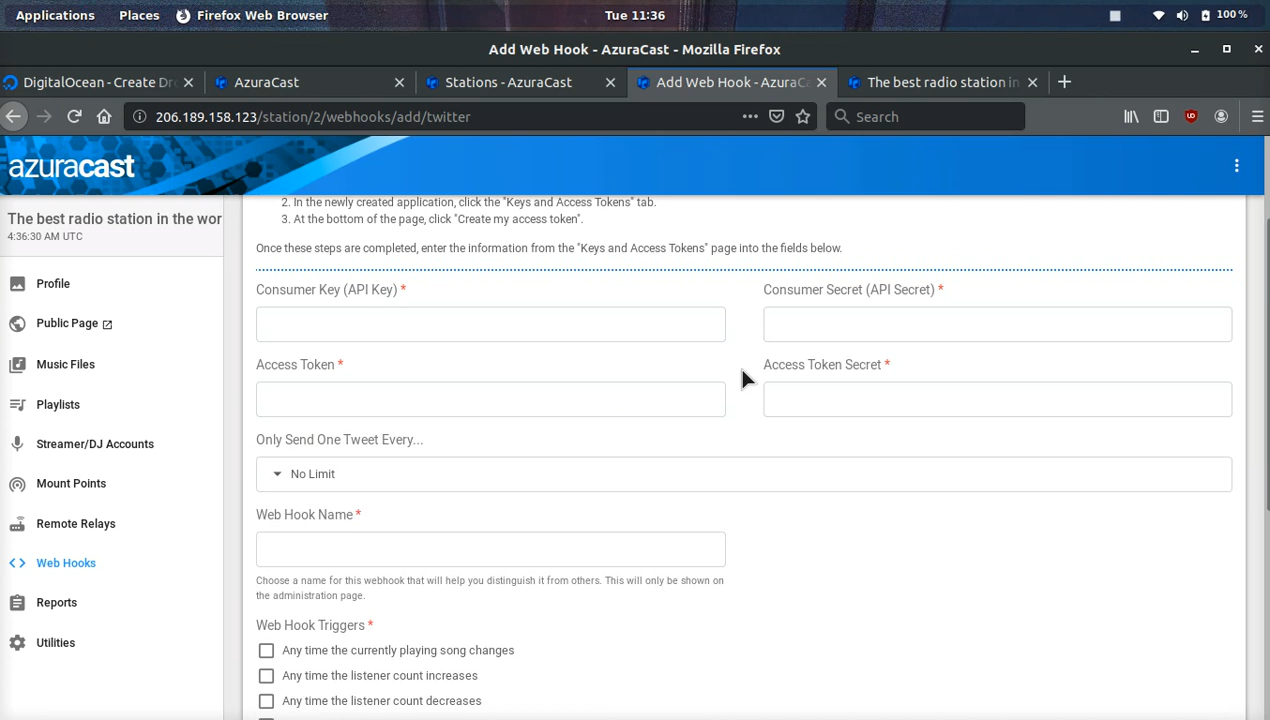 Applications Places Firefox Web Browser Tue 11:36 100 %
Add Web Hook - AzuraCast - Mozilla Firefox
DigitalOcean - Create Dr AzuraCast Stations - AzuraCast Add Web Hook - AzuraCa The best radio station in
206.189.158.123/station/2/webhooks/add/twitter Search
azuracast
The best radio station in the wor
4:36:30 AM UTC
Profile
Public Page
Music Files
Playlists
Streamer/DJ Accounts
Mount Points
Remote Relays
Web Hooks
Reports
Utilities
2. In the newly created application, click the "Keys and Access Tokens" tab.
3. At the bottom of the page, click "Create my access token".
Once these steps are completed, enter the information from the "Keys and Access Tokens" page into the fields below.
Consumer Key (API Key) * Consumer Secret (API Secret) *
Access Token * Access Token Secret *
Only Send One Tweet Every...
No Limit
Web Hook Name *
Choose a name for this webhook that will help you distinguish it from others. This will only be shown on
the administration page.
Web Hook Triggers *
Any time the currently playing song changes
Any time the listener count increases
Any time the listener count decreases